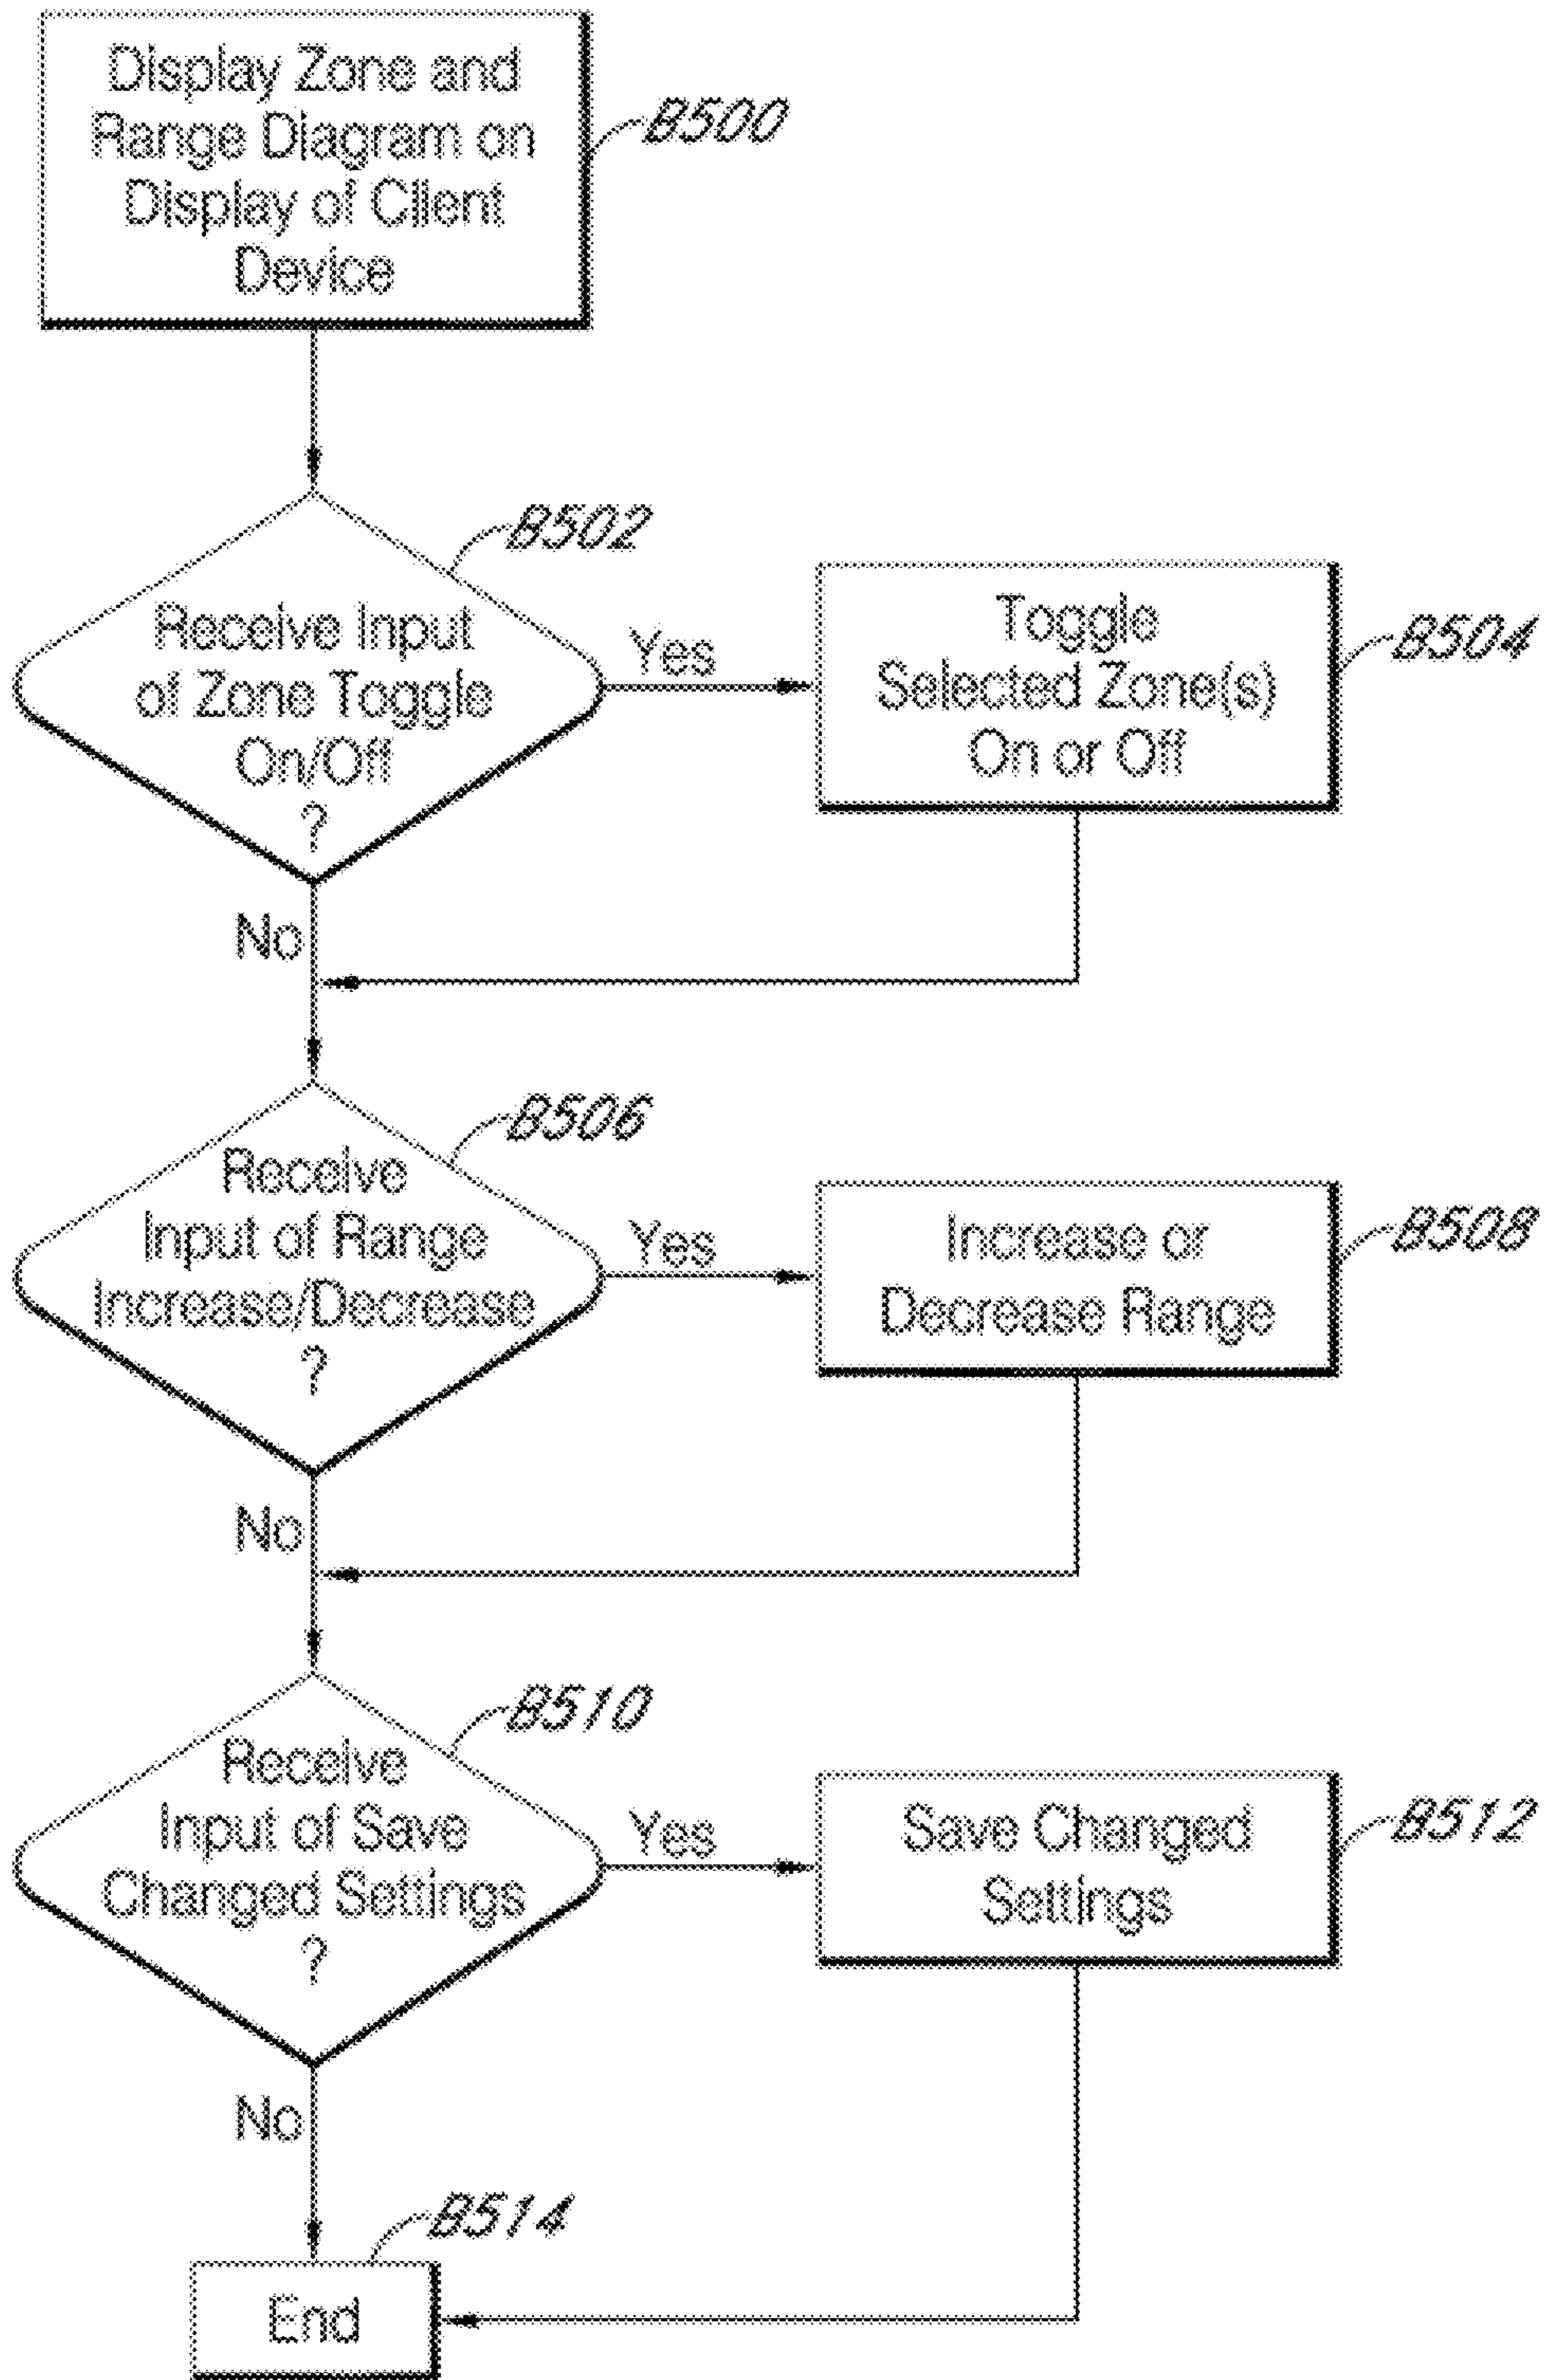 Display Zone and
Range Diagram on
Display of Client
Device
B500
B502
Receive Input
of Zone Toggle
On/Off
?
Yes
Toggle
Selected Zone(s)
On or Off
B504
No
B506
Receive
Input of Range
Increase/Decrease
?
Yes
Increase or
Decrease Range
B508
No
B510
Receive
Input of Save
Changed Settings
?
Yes
Save Changed
Settings
B512
No
B514
End